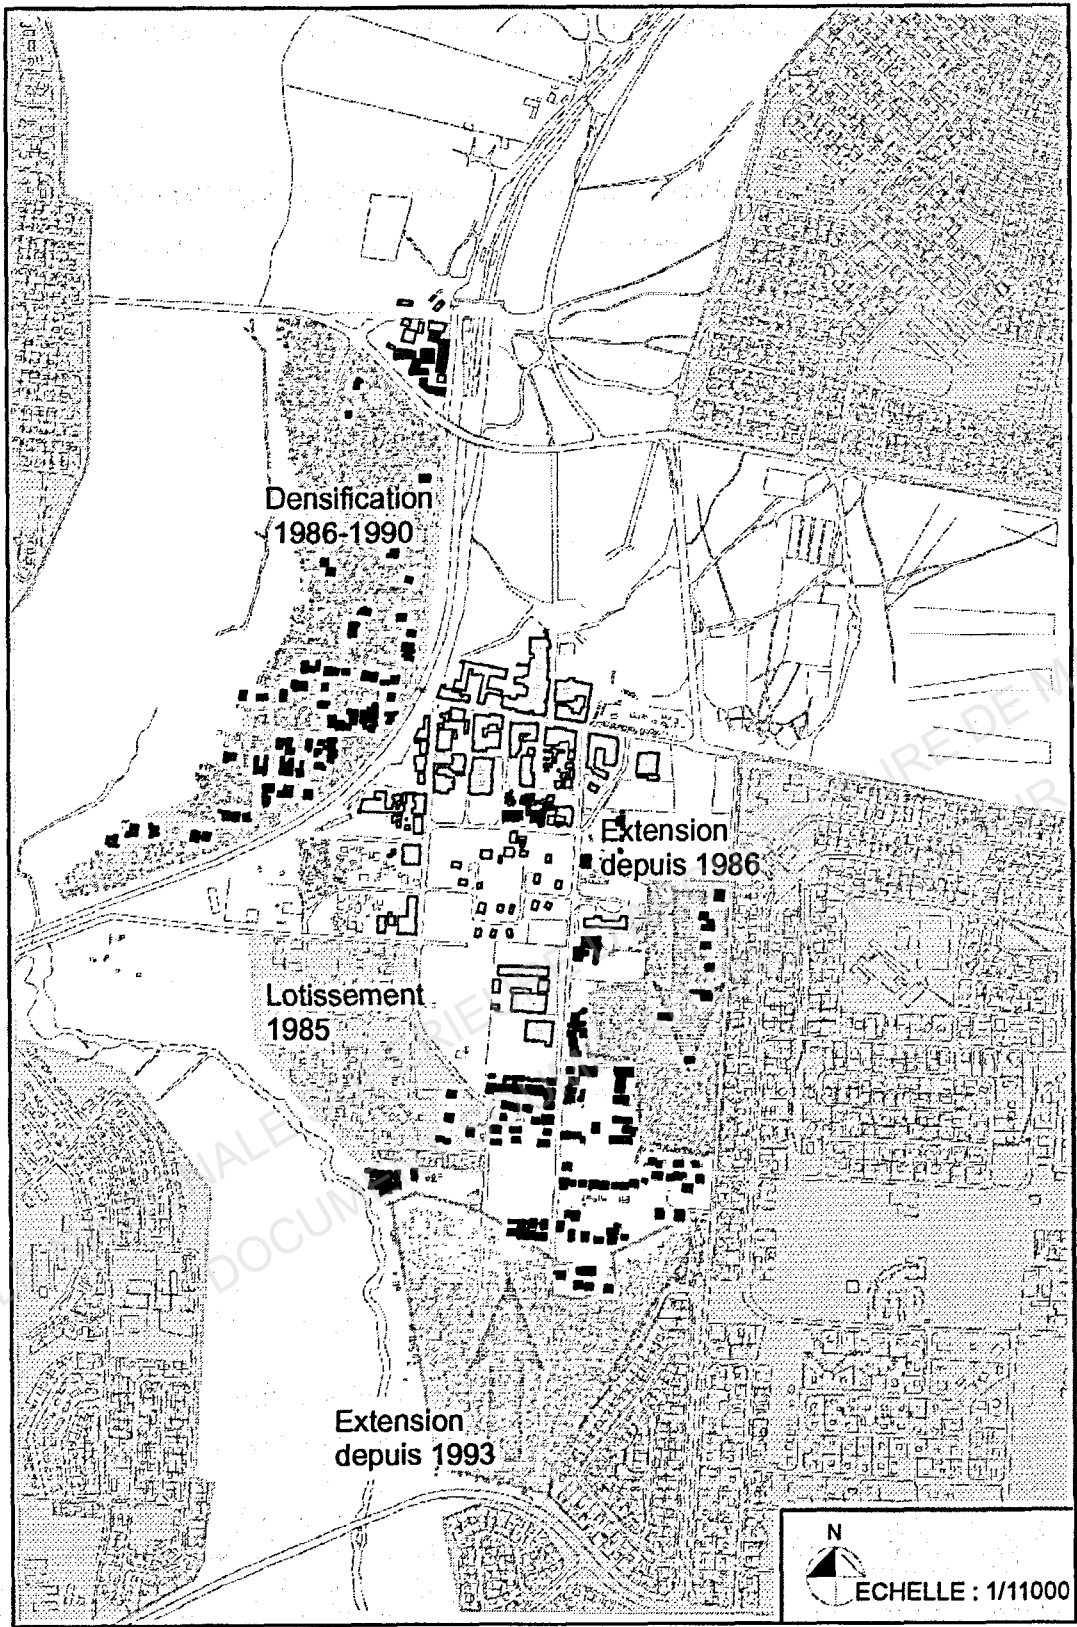 Densification
1986-1990
Extension
depuis 1986
Lotissement
1985
Extension
depuis 1993
N
ECHELLE : 1/11000